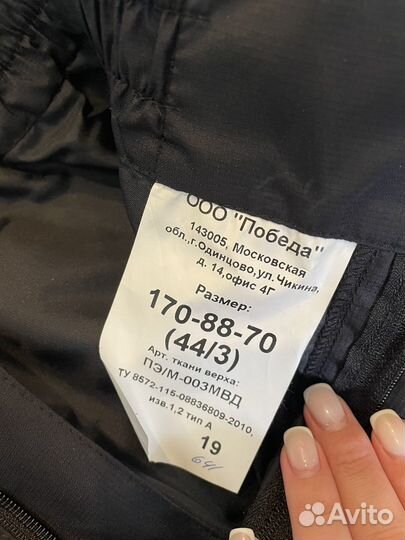 ООО "Победа"
143005, Московская
обл.,г.Одинцово,ул.Чикина,
д. 14,офис 4Г
Размер:
170-88-70
(44/3)
Арт. ткани верха:
ПЭ/М-003МВД
ТУ 8572-115-08836809-2010,
изв.1,2 тип А
19
Avito